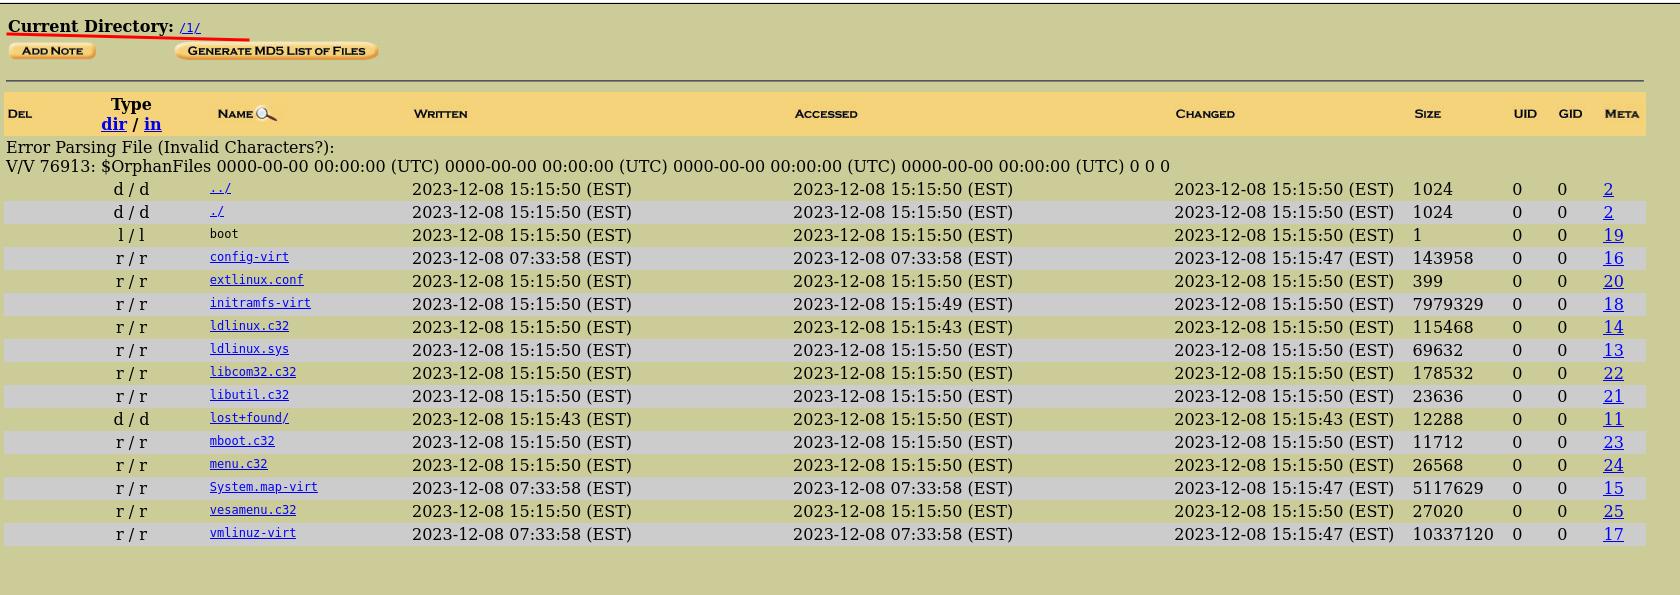 Current Directory: /1/
ADD NOTE GENERATE MD5 LIST OF FILES
DEL Type dir / in NAME WRITTEN ACCESSED CHANGED SIZE UID GID META
Error Parsing File (Invalid Characters?):
V/V 76913: $OrphanFiles 0000-00-00 00:00:00 (UTC) 0000-00-00 00:00:00 (UTC) 0000-00-00 00:00:00 (UTC) 0000-00-00 00:00:00 (UTC) 0 0 0
d / d ../ 2023-12-08 15:15:50 (EST) 2023-12-08 15:15:50 (EST) 2023-12-08 15:15:50 (EST) 1024 0 0 2
d / d ./ 2023-12-08 15:15:50 (EST) 2023-12-08 15:15:50 (EST) 2023-12-08 15:15:50 (EST) 1024 0 0 2
l / l boot 2023-12-08 15:15:50 (EST) 2023-12-08 15:15:50 (EST) 2023-12-08 15:15:50 (EST) 1 0 0 19
r / r config-virt 2023-12-08 07:33:58 (EST) 2023-12-08 07:33:58 (EST) 2023-12-08 15:15:47 (EST) 143958 0 0 16
r / r extlinux.conf 2023-12-08 15:15:50 (EST) 2023-12-08 15:15:50 (EST) 2023-12-08 15:15:50 (EST) 399 0 0 20
r / r initramfs-virt 2023-12-08 15:15:50 (EST) 2023-12-08 15:15:49 (EST) 2023-12-08 15:15:50 (EST) 7979329 0 0 18
r / r ldlinux.c32 2023-12-08 15:15:50 (EST) 2023-12-08 15:15:43 (EST) 2023-12-08 15:15:50 (EST) 115468 0 0 14
r / r ldlinux.sys 2023-12-08 15:15:50 (EST) 2023-12-08 15:15:50 (EST) 2023-12-08 15:15:50 (EST) 69632 0 0 13
r / r libcom32.c32 2023-12-08 15:15:50 (EST) 2023-12-08 15:15:50 (EST) 2023-12-08 15:15:50 (EST) 178532 0 0 22
r / r libutil.c32 2023-12-08 15:15:50 (EST) 2023-12-08 15:15:50 (EST) 2023-12-08 15:15:50 (EST) 23636 0 0 21
d / d lost+found/ 2023-12-08 15:15:43 (EST) 2023-12-08 15:15:43 (EST) 2023-12-08 15:15:43 (EST) 12288 0 0 11
r / r mboot.c32 2023-12-08 15:15:50 (EST) 2023-12-08 15:15:50 (EST) 2023-12-08 15:15:50 (EST) 11712 0 0 23
r / r menu.c32 2023-12-08 15:15:50 (EST) 2023-12-08 15:15:50 (EST) 2023-12-08 15:15:50 (EST) 26568 0 0 24
r / r System.map-virt 2023-12-08 07:33:58 (EST) 2023-12-08 07:33:58 (EST) 2023-12-08 15:15:47 (EST) 5117629 0 0 15
r / r vesamenu.c32 2023-12-08 15:15:50 (EST) 2023-12-08 15:15:50 (EST) 2023-12-08 15:15:50 (EST) 27020 0 0 25
r / r vmlinuz-virt 2023-12-08 07:33:58 (EST) 2023-12-08 07:33:58 (EST) 2023-12-08 15:15:47 (EST) 10337120 0 0 17